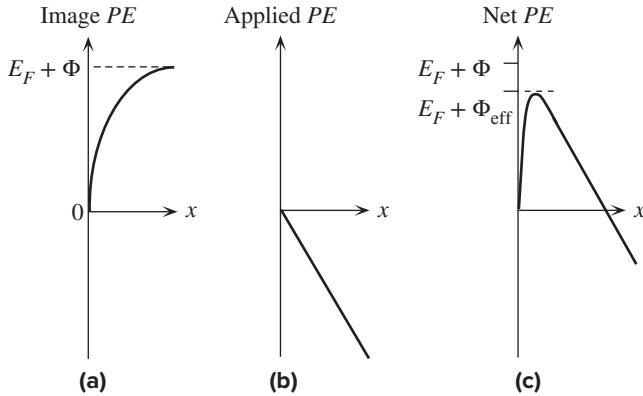 Image PE
E_F + Φ
0
x
(a)
Applied PE
x
(b)
Net PE
E_F + Φ
E_F + Φ_eff
x
(c)